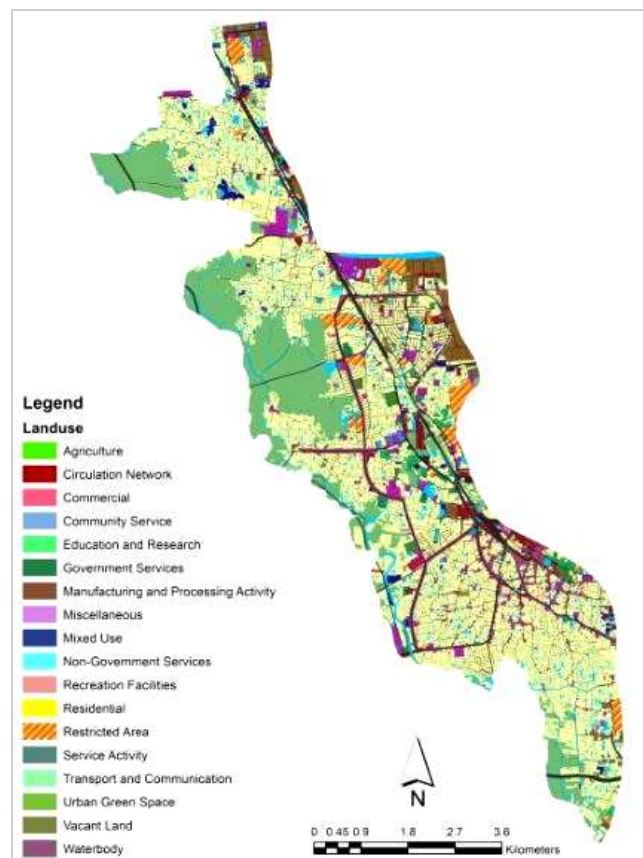 Legend
Landuse
Agriculture
Circulation Network
Commercial
Community Service
Education and Research
Government Services
Manufacturing and Processing Activity
Miscellaneous
Mixed Use
Non-Government Services
Recreation Facilities
Residential
Restricted Area
Service Activity
Transport and Communication
Urban Green Space
Vacant Land
Waterbody
N
0 0.45 0.9 1.8 2.7 3.6
Kilometers